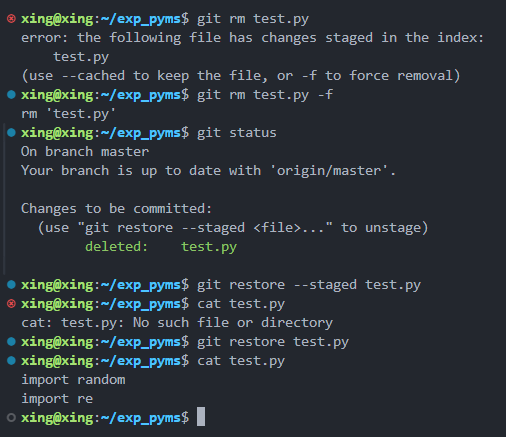 xing@xing:~/exp_pyms$ git rm test.py
error: the following file has changes staged in the index:
    test.py
(use --cached to keep the file, or -f to force removal)
xing@xing:~/exp_pyms$ git rm test.py -f
rm 'test.py'
xing@xing:~/exp_pyms$ git status
On branch master
Your branch is up to date with 'origin/master'.

Changes to be committed:
  (use "git restore --staged <file>..." to unstage)
        deleted:    test.py

xing@xing:~/exp_pyms$ git restore --staged test.py
xing@xing:~/exp_pyms$ cat test.py
cat: test.py: No such file or directory
xing@xing:~/exp_pyms$ git restore test.py
xing@xing:~/exp_pyms$ cat test.py
import random
import re
xing@xing:~/exp_pyms$